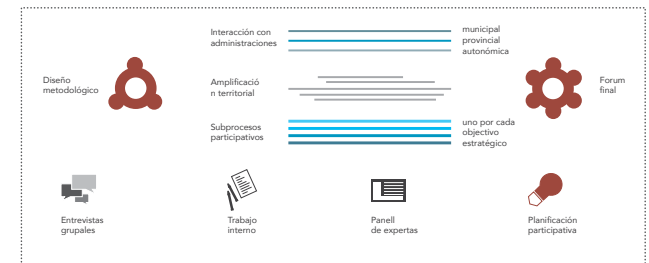 Interacción con
administraciones
municipal
provincial
autonómica
Diseño
metodológico
Amplificació
n territorial
Forum
final
Subprocesos
participativos
uno por cada
objectivo
estratégico
Entrevistas
grupales
Trabajo
interno
Panell
de expertas
Planificación
participativa